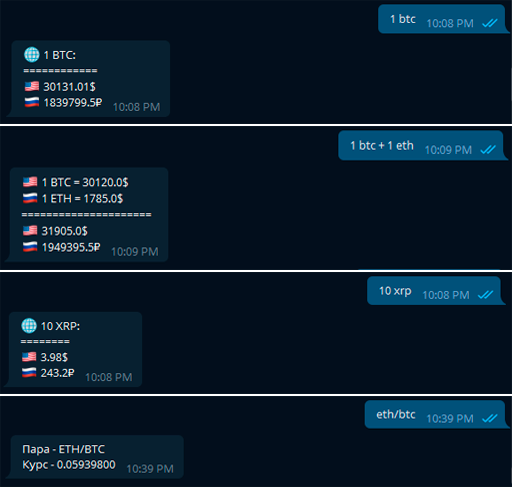 1 btc 10:08 PM
🌐 1 BTC:
============
🇺🇸 30131.01$
🇷🇺 1839799.5₽ 10:08 PM
1 btc + 1 eth 10:09 PM
🇺🇸 1 BTC = 30120.0$
🇷🇺 1 ETH = 1785.0$
=====================
🇺🇸 31905.0$
🇷🇺 1949395.5₽ 10:09 PM
10 xrp 10:08 PM
🌐 10 XRP:
========
🇺🇸 3.98$
🇷🇺 243.2₽ 10:08 PM
eth/btc 10:39 PM
Пара - ETH/BTC
Курс - 0.05939800 10:39 PM